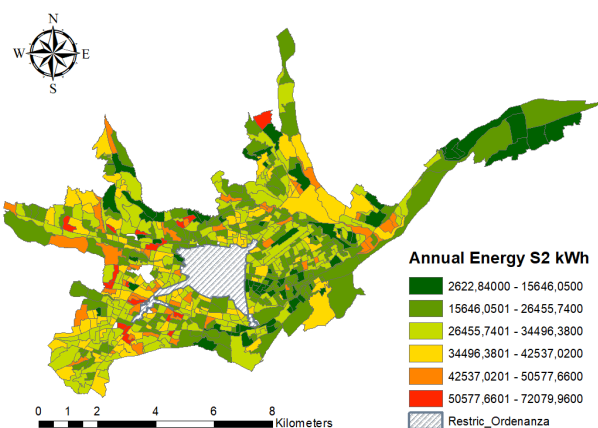 N
W E
S
Annual Energy S2 kWh
2622,84000 - 15646,0500
15646,0501 - 26455,7400
26455,7401 - 34496,3800
34496,3801 - 42537,0200
42537,0201 - 50577,6600
50577,6601 - 72079,9600
Restric_Ordenanza
0 1 2 4 6 8
Kilometers